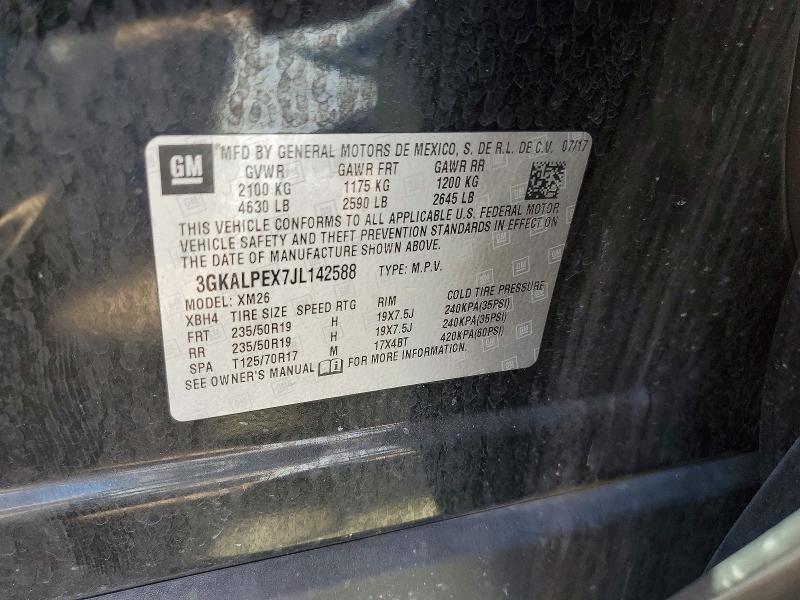 GM
MFD BY GENERAL MOTORS DE MEXICO, S. DE R.L. DE C.V. 07/17
GVWR GAWR FRT GAWR RR
2100 KG 1175 KG 1200 KG
4630 LB 2590 LB 2645 LB
THIS VEHICLE CONFORMS TO ALL APPLICABLE U.S. FEDERAL MOTOR
VEHICLE SAFETY AND THEFT PREVENTION STANDARDS IN EFFECT ON
THE DATE OF MANUFACTURE SHOWN ABOVE.
3GKALPEX7JL142588 TYPE: M.P.V.
MODEL: XM26
XBH4 TIRE SIZE SPEED RTG RIM COLD TIRE PRESSURE
FRT 235/50R19 H 19X7.5J 240KPA(35PSI)
RR 235/50R19 H 19X7.5J 240KPA(35PSI)
SPA T125/70R17 M 17X4BT 420KPA(60PSI)
SEE OWNER'S MANUAL i FOR MORE INFORMATION.